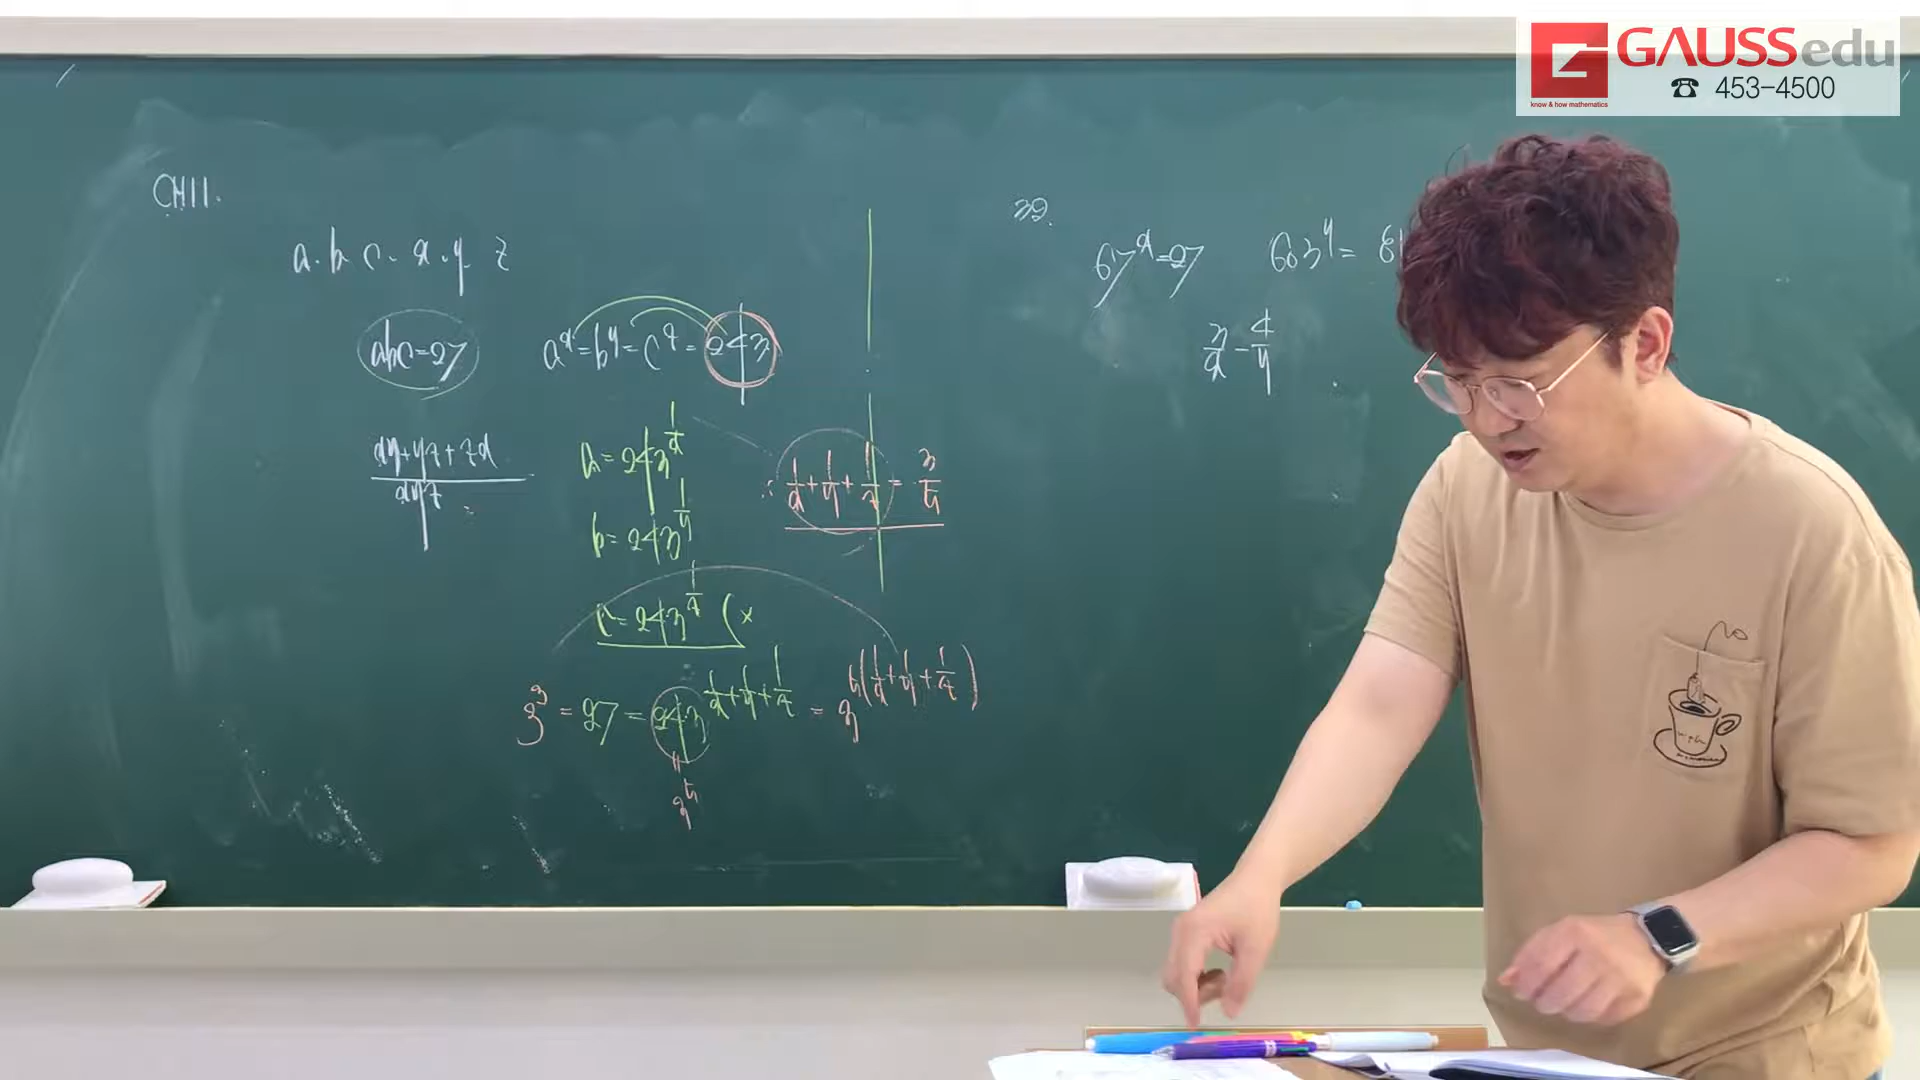 GAUSSedu
know & how mathematics
☎ 453-4500
CH11.
a. b. c. x. y. z
abc=27
a^x=b^y=c^z=243
(xy+yz+zx)/(xyz) =
a=243^(1/x)
b=243^(1/y)
c=243^(1/z) (×
∴ 1/x+1/y+1/z=3/5
3^3=27=243^(1/x+1/y+1/z)=3^(5(1/x+1/y+1/z))
"
3^5
39.
67^x=27
603^y=81
3/x-4/y